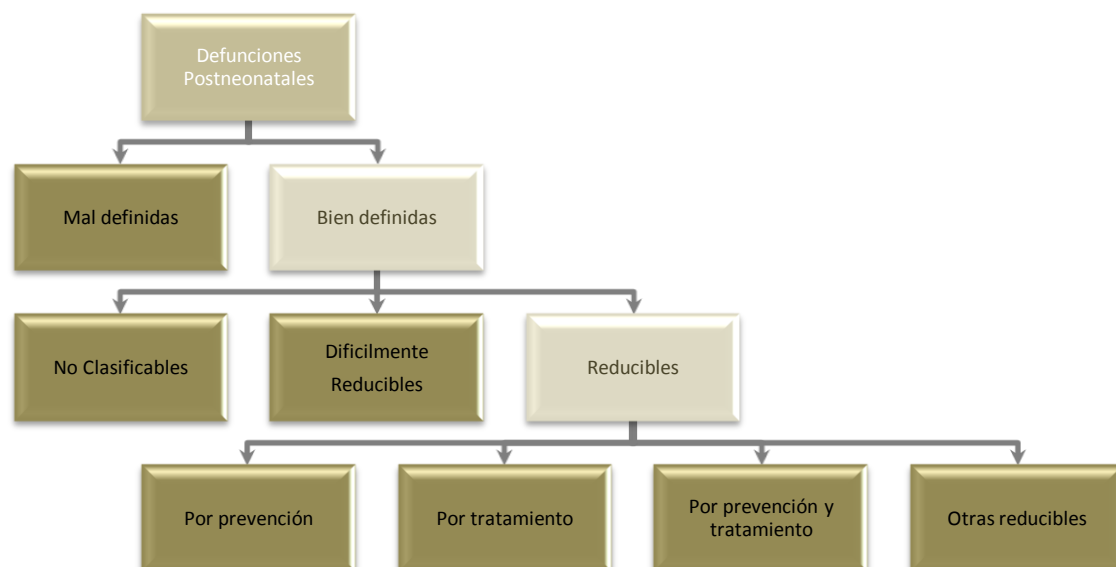 Defunciones
Postneonatales
Mal definidas
Bien definidas
No Clasificables
Dificilmente
Reducibles
Reducibles
Por prevención
Por tratamiento
Por prevención y
tratamiento
Otras reducibles